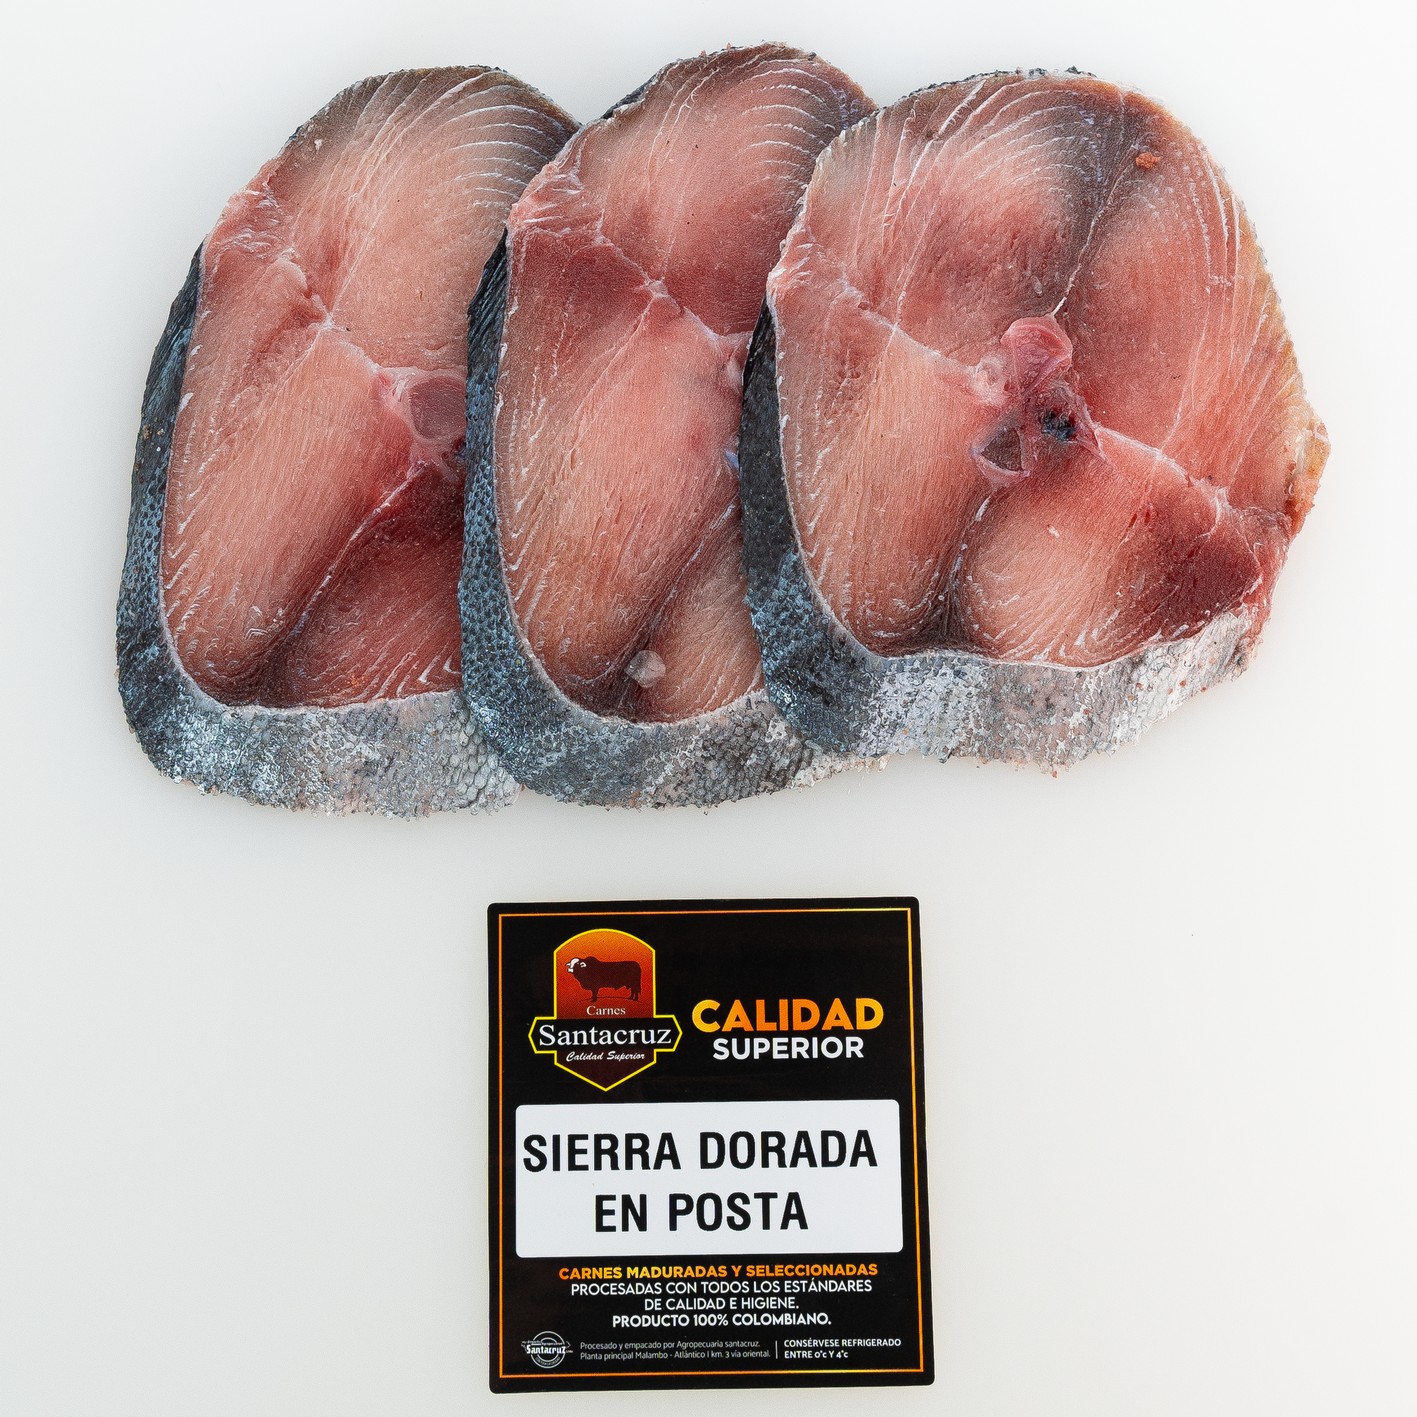 Carnes
Santacruz
Calidad Superior
CALIDAD
SUPERIOR
SIERRA DORADA
EN POSTA
CARNES MADURADAS Y SELECCIONADAS
PROCESADAS CON TODOS LOS ESTÁNDARES
DE CALIDAD E HIGIENE.
PRODUCTO 100% COLOMBIANO.
Santacruz
Procesado y empacado por Agropecuaria santacruz.
Planta principal Malambo - Atlántico I km. 3 vía oriental.
CONSÉRVESE REFRIGERADO
ENTRE 0°c Y 4°c